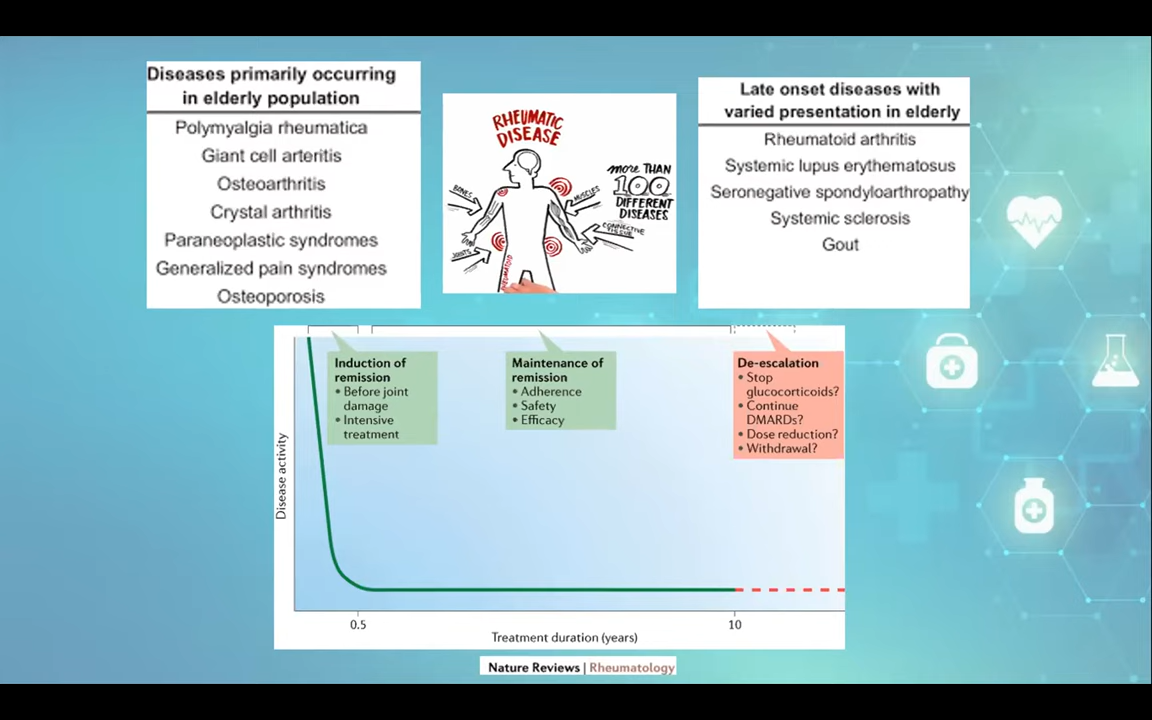 Diseases primarily occurring
in elderly population
Polymyalgia rheumatica
Giant cell arteritis
Osteoarthritis
Crystal arthritis
Paraneoplastic syndromes
Generalized pain syndromes
Osteoporosis
RHEUMATIC
DISEASE
BONES
MUSCLES
JOINTS
CONNECTIVE
TISSUE
RHEUMATOID
MORE THAN
100
DIFFERENT
DISEASES
Late onset diseases with
varied presentation in elderly
Rheumatoid arthritis
Systemic lupus erythematosus
Seronegative spondyloarthropathy
Systemic sclerosis
Gout
Induction of
remission
• Before joint
damage
• Intensive
treatment
Maintenance of
remission
• Adherence
• Safety
• Efficacy
De-escalation
• Stop
glucocorticoids?
• Continue
DMARDs?
• Dose reduction?
• Withdrawal?
Disease activity
0.5
10
Treatment duration (years)
Nature Reviews | Rheumatology